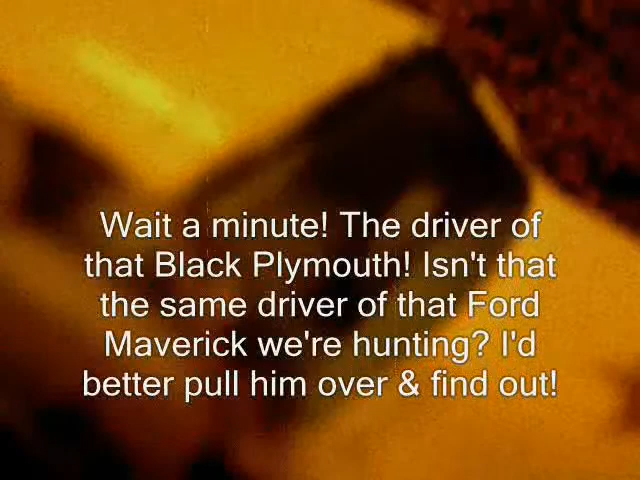 Wait a minute! The driver of
that Black Plymouth! Isn't that
the same driver of that Ford
Maverick we're hunting? I'd
better pull him over & find out!